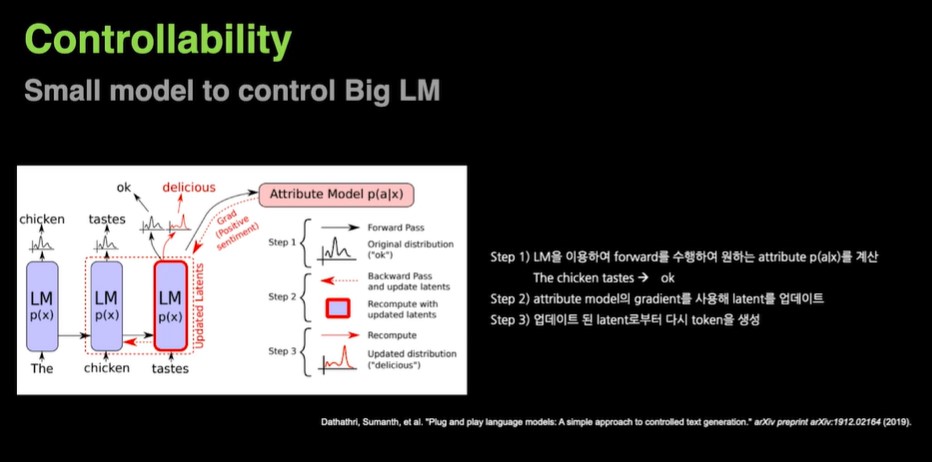 Controllability
Small model to control Big LM
ok
delicious
Attribute Model p(a|x)
chicken
tastes
Grad
(Positive
sentiment)
Step 1
Forward Pass
Original distribution
("ok")
LM
p(x)
LM
p(x)
LM
p(x)
Updated Latents
Step 2
Backward Pass
and update latents
Recompute with
updated latents
Step 3
Recompute
Updated distribution
("delicious")
The
chicken
tastes
Step 1) LM을 이용하여 forward를 수행하여 원하는 attribute p(a|x)를 계산
The chicken tastes → ok
Step 2) attribute model의 gradient를 사용해 latent를 업데이트
Step 3) 업데이트 된 latent로부터 다시 token을 생성
Dathathri, Sumanth, et al. "Plug and play language models: A simple approach to controlled text generation." arXiv preprint arXiv:1912.02164 (2019).